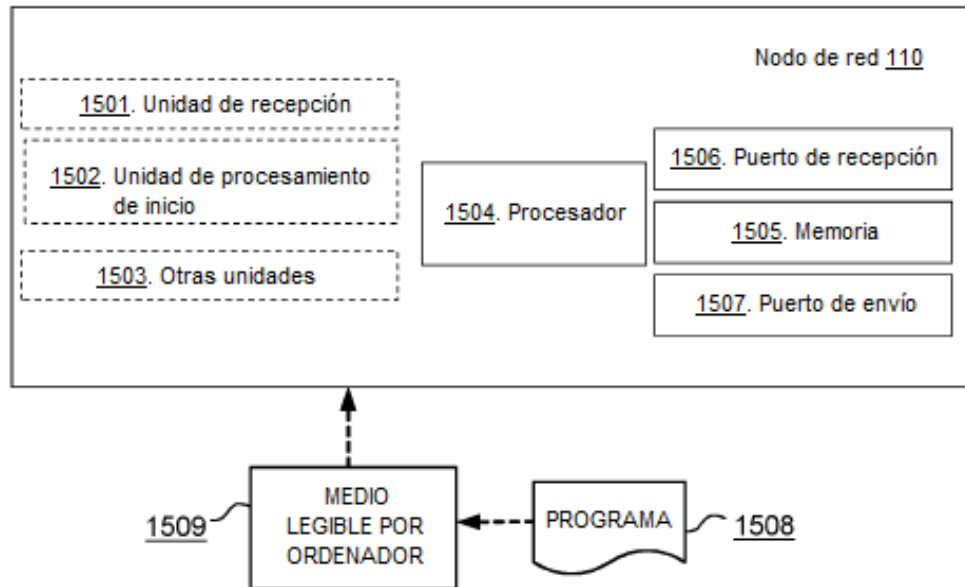 Nodo de red 110
1501. Unidad de recepción
1502. Unidad de procesamiento
de inicio
1503. Otras unidades
1504. Procesador
1506. Puerto de recepción
1505. Memoria
1507. Puerto de envío
1509
MEDIO
LEGIBLE POR
ORDENADOR
PROGRAMA
1508